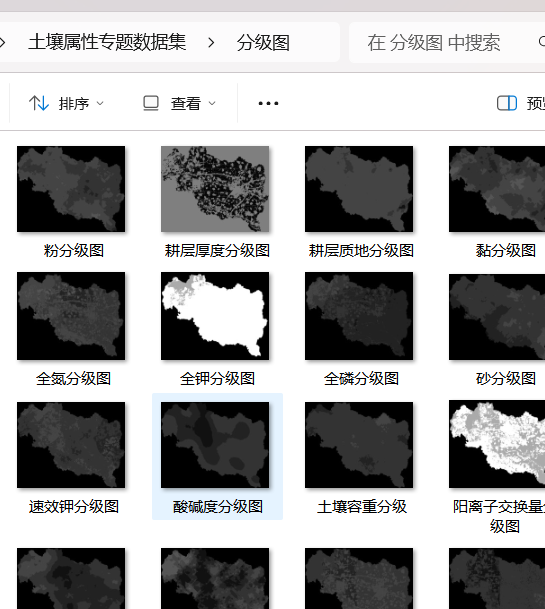 土壤属性专题数据集 > 分级图
在 分级图 中搜索
排序 查看 ··· 预览
粉分级图 耕层厚度分级图 耕层质地分级图 黏分级图
全氮分级图 全钾分级图 全磷分级图 砂分级图
速效钾分级图 酸碱度分级图 土壤容重分级 阳离子交换量分
级图